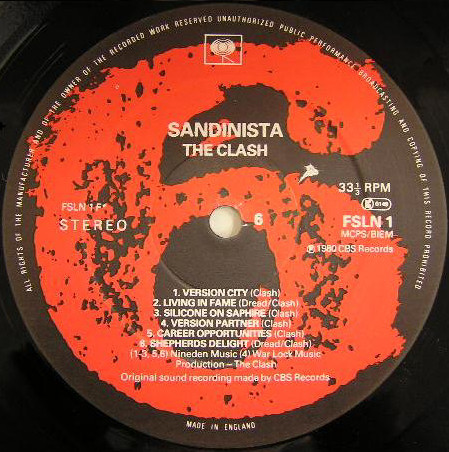 ALL RIGHTS OF THE MANUFACTURER AND OF THE OWNER OF THE RECORDED WORK RESERVED UNAUTHORIZED PUBLIC PERFORMANCE BROADCASTING AND COPYING OF THIS RECORD PROHIBITED
SANDINISTA
THE CLASH
33⅓ RPM
FSLN 1
STEREO
6
FSLN 1
MCPS/BIEM
℗ 1980 CBS Records
1. VERSION CITY (Clash)
2. LIVING IN FAME (Dread/Clash)
3. SILICONE ON SAPHIRE (Clash)
4. VERSION PARTNER (Clash)
5. CAREER OPPORTUNITIES (Clash)
6. SHEPHERDS DELIGHT (Dread/Clash)
(1-3, 5,6) Nineden Music (4) War Lock Music
Production – The Clash
Original sound recording made by CBS Records
MADE IN ENGLAND